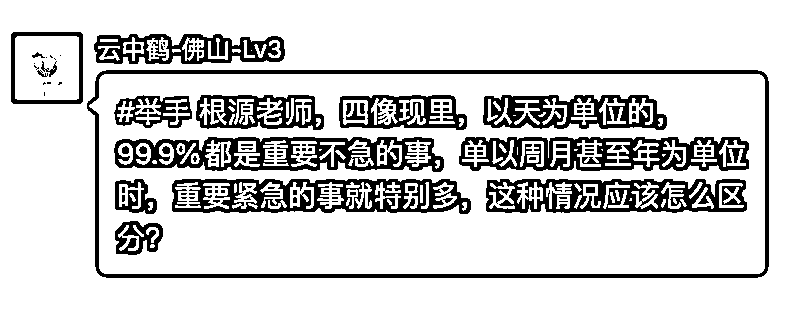 云中鹤-佛山-Lv3
#举手 根源老师，四像现里，以天为单位的，
99.9%都是重要不急的事，单以周月甚至年为单位
时，重要紧急的事就特别多，这种情况应该怎么区
分？